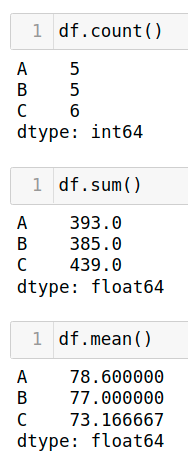 1 df.count()
A    5
B    5
C    6
dtype: int64
1 df.sum()
A    393.0
B    385.0
C    439.0
dtype: float64
1 df.mean()
A    78.600000
B    77.000000
C    73.166667
dtype: float64